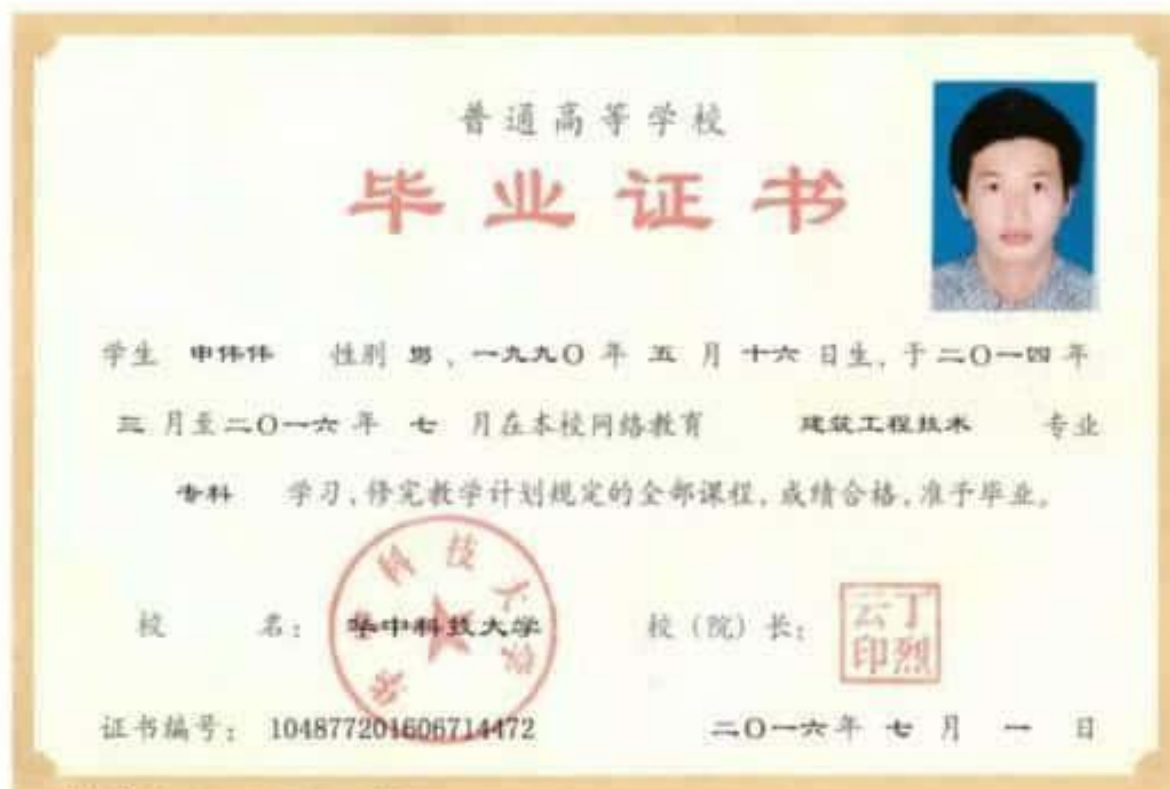 普通高等学校
毕业证书
学生 申伟伟 性别 男，一九九〇 年 五 月 十六 日生，于 二〇一四 年
三 月至 二〇一六 年 七 月在本校网络教育 建筑工程技术 专业
专科 学习，修完教学计划规定的全部课程，成绩合格，准予毕业。
校 名： 华中科技大学 校（院）长： 丁烈云印
证书编号： 104877201606714472 二〇一六 年 七 月 一 日